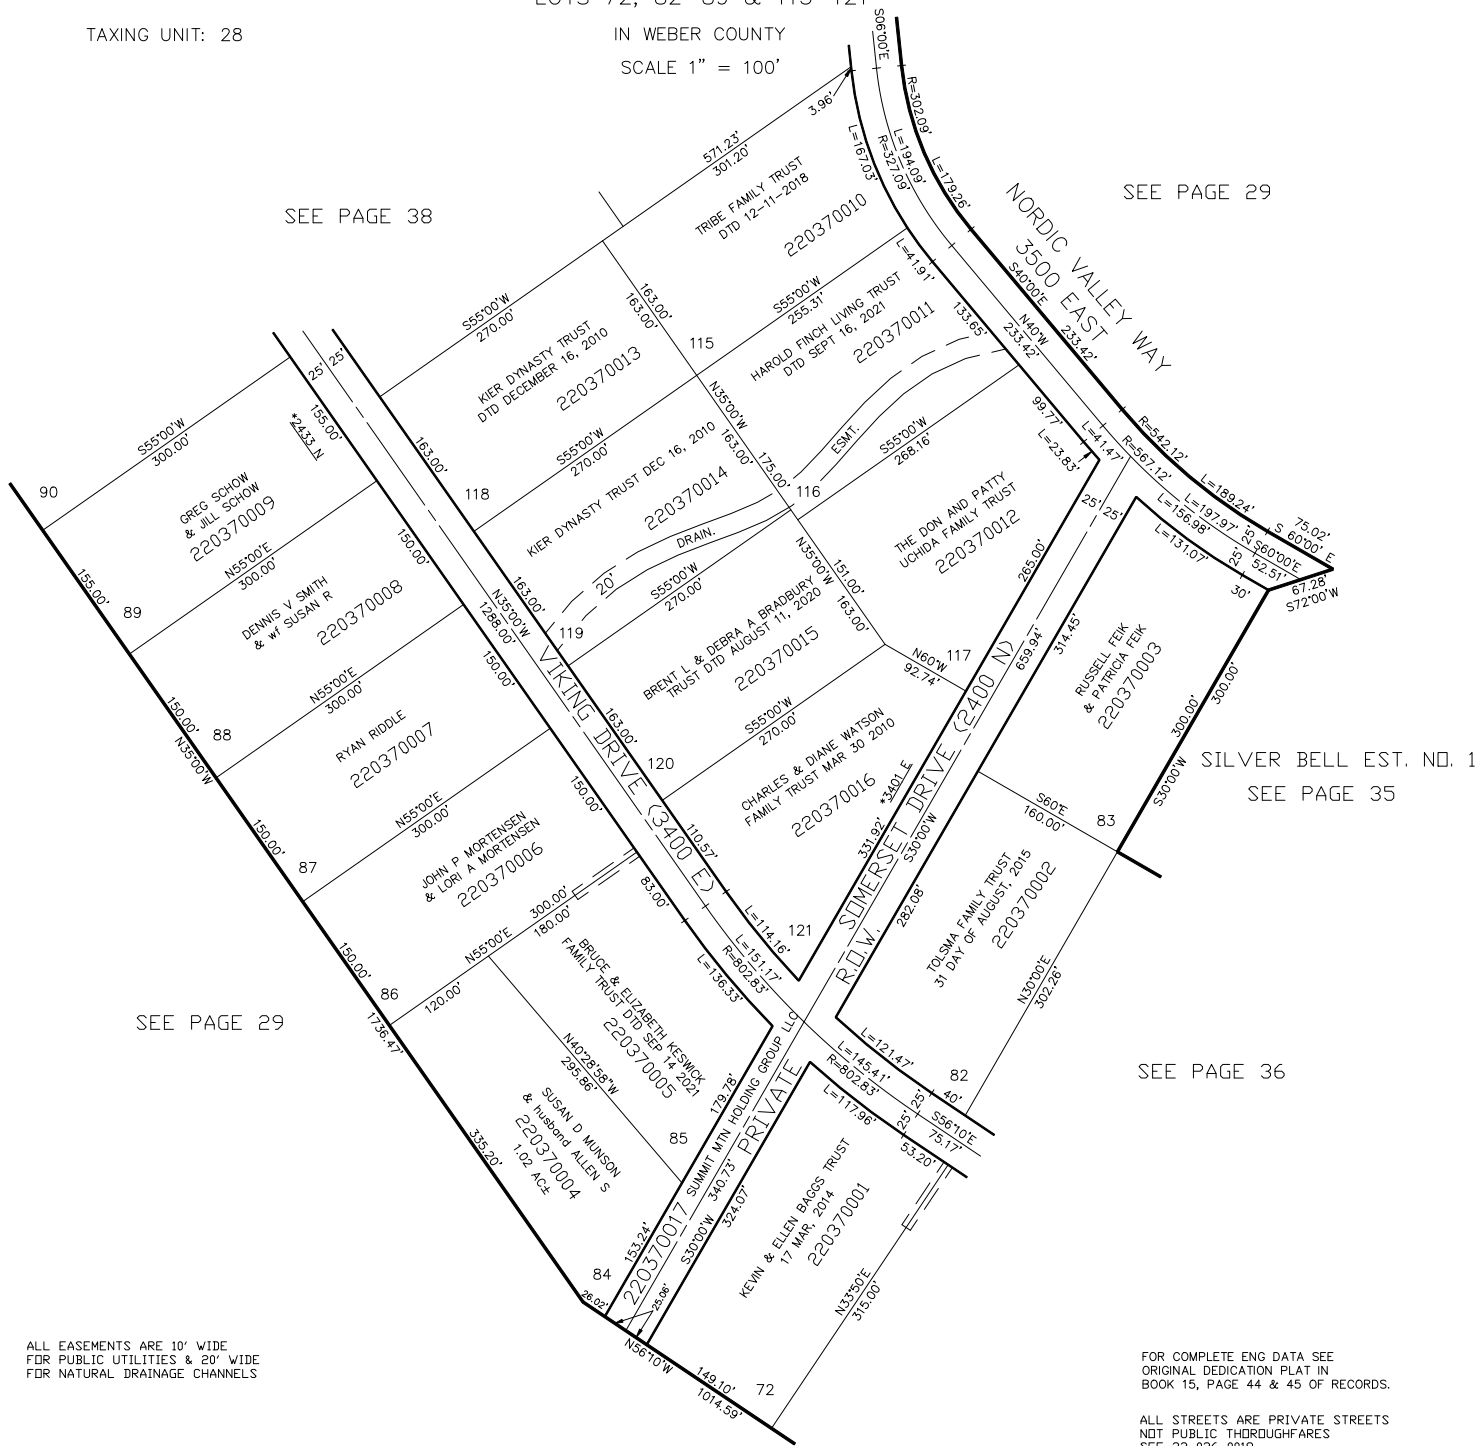 TAXING UNIT: 28
IN WEBER COUNTY
SCALE 1" = 100'
SEE PAGE 38
SEE PAGE 29
S06°00'E
R=302.09'
L=179.26'
L=194.09'
R=327.09'
L=167.03'
3.96'
571.23'
301.20'
TRIBE FAMILY TRUST
DTD 12-11-2018
220370010
NORDIC VALLEY WAY
3500 EAST
S40°00'E
233.42'
N40°W
233.42'
L=41.91'
133.65'
S55°00'W
255.31'
115
HAROLD FINCH LIVING TRUST
DTD SEPT 16, 2021
220370011
S55°00'W
270.00'
163.00'
163.00'
KIER DYNASTY TRUST
DTD DECEMBER 16, 2010
220370013
25' 25'
155.00'
*2433 N
163.00'
S55°00'W
300.00'
90
GREG SCHOW
& JILL SCHOW
220370009
118
S55°00'W
270.00'
N35°00'W
163.00'
175.00'
KIER DYNASTY TRUST DEC 16, 2010
220370014
ESMT.
DRAIN.
20'
116
S55°00'W
268.16'
99.77'
L=23.83'
L=41.47'
R=567.12'
R=542.12'
L=189.24'
L=197.97'
L=156.98'
L=131.07'
75.02'
S 60°00' E
25'
25'
S60°00'E
52.51'
30'
67.28'
S72°00'W
THE DON AND PATTY
UCHIDA FAMILY TRUST
220370012
25' 25'
265.00'
N35°00'W
151.00'
163.00'
155.00'
89
N55°00'E
300.00'
150.00'
DENNIS V SMITH
& wf SUSAN R
220370008
N35°00'W
1288.00'
163.00'
119
S55°00'W
270.00'
BRENT L & DEBRA A BRADBURY
TRUST DTD AUGUST 11, 2020
220370015
N60°W
92.74'
117
659.94'
314.45'
RUSSELL FEIK
& PATRICIA FEIK
220370003
300.00'
300.00'
S30°00'W
SILVER BELL EST. NO. 1
SEE PAGE 35
150.00'
N35°00'W
88
N55°00'E
300.00'
150.00'
RYAN RIDDLE
220370007
VIKING DRIVE (3400 E)
163.00'
120
S55°00'W
270.00'
CHARLES & DIANE WATSON
FAMILY TRUST MAR 30 2010
220370016
*3401 E
331.92'
SOMERSET DRIVE (2400 N)
S30°00'W
S60°E
160.00'
83
150.00'
87
N55°00'E
300.00'
150.00'
JOHN P MORTENSEN
& LORI A MORTENSEN
220370006
110.57'
L=114.16'
121
282.08'
TOLSMA FAMILY TRUST
31 DAY OF AUGUST, 2015
220370002
N30°00'E
302.26'
R.O.W.
83.00'
L=151.17'
R=802.83'
L=136.33'
150.00'
86
1736.47'
N55°00'E
300.00'
180.00'
120.00'
BRUCE & ELIZABETH KESWICK
FAMILY TRUST DTD SEP 14 2021
220370005
SEE PAGE 29
N40°28'58"W
295.86'
179.78'
SUMMIT MTN HOLDING GROUP LLC
PRIVATE
L=121.47'
L=145.41'
R=802.83'
L=117.96'
82
40'
25'
25'
S56°10'E
75.17'
53.20'
SEE PAGE 36
SUSAN D MUNSON
& husband ALLEN S
220370004
1.02 AC±
85
335.20'
153.24'
220370017
340.73'
S30°00'W
324.07'
KEVIN & ELLEN BAGGS TRUST
17 MAR, 2014
220370001
84
26.02'
25.06'
N56°10'W
149.10'
1014.59'
72
N33°50'E
315.00'
ALL EASEMENTS ARE 10' WIDE
FOR PUBLIC UTILITIES & 20' WIDE
FOR NATURAL DRAINAGE CHANNELS
FOR COMPLETE ENG DATA SEE
ORIGINAL DEDICATION PLAT IN
BOOK 15, PAGE 44 & 45 OF RECORDS.
ALL STREETS ARE PRIVATE STREETS
NOT PUBLIC THOROUGHFARES